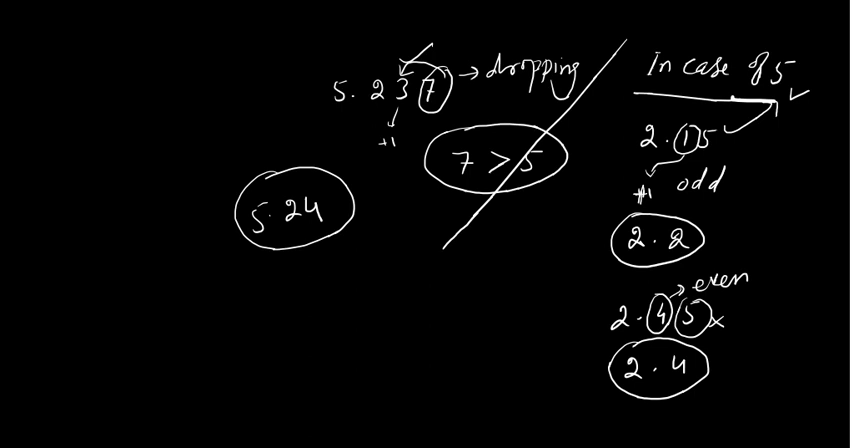 5.237 → dropping
+1
7 > 5
5.24
In case of 5
2.15
+1 odd
2.2
even
2.45 ×
2.4